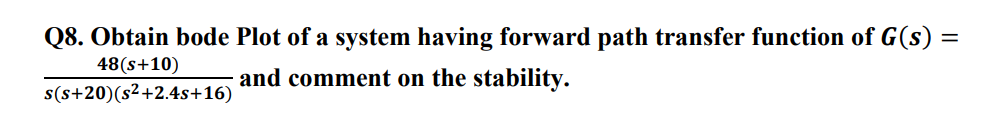 Q8. Obtain bode Plot of a system having forward path transfer function of G(s) =
48(s+10)
s(s+20)(s²+2.4s+16) and comment on the stability.